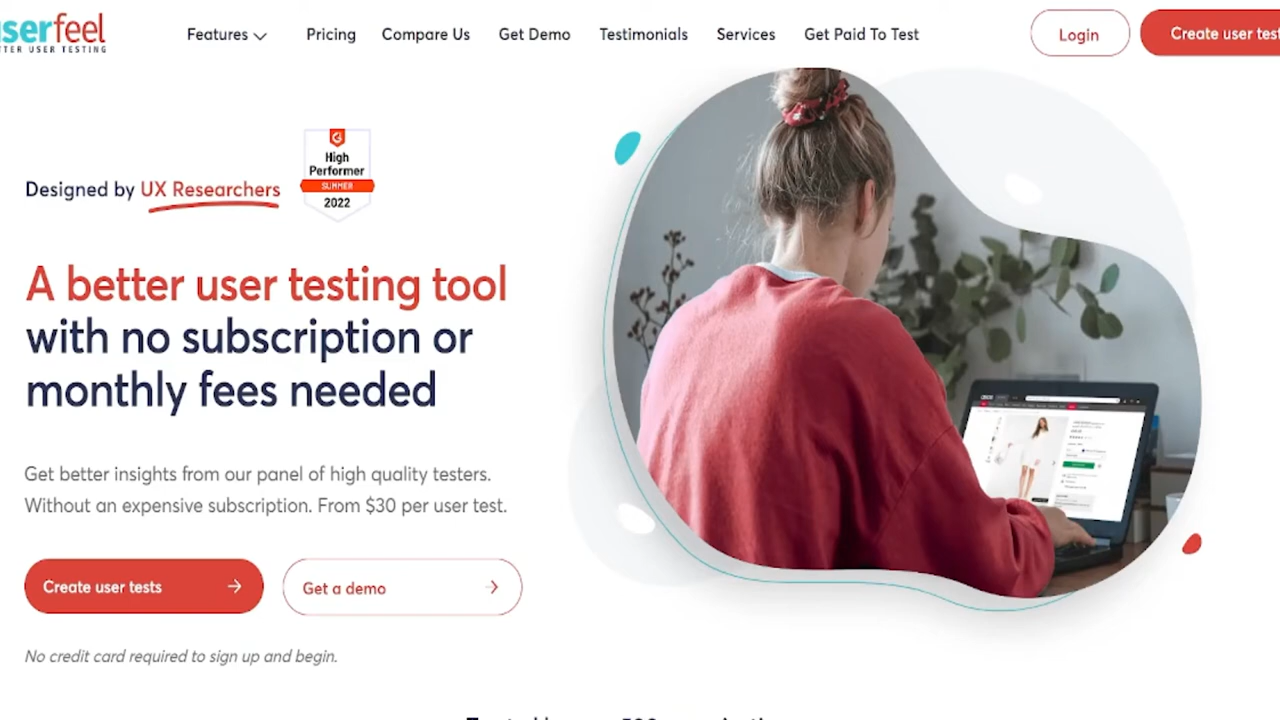 serfeel
TTER USER TESTING
Features
Pricing
Compare Us
Get Demo
Testimonials
Services
Get Paid To Test
Login
Create user test
Designed by UX Researchers
High
Performer
SUMMER
2022
A better user testing tool
with no subscription or
monthly fees needed
Get better insights from our panel of high quality testers.
Without an expensive subscription. From $30 per user test.
Create user tests
Get a demo
No credit card required to sign up and begin.